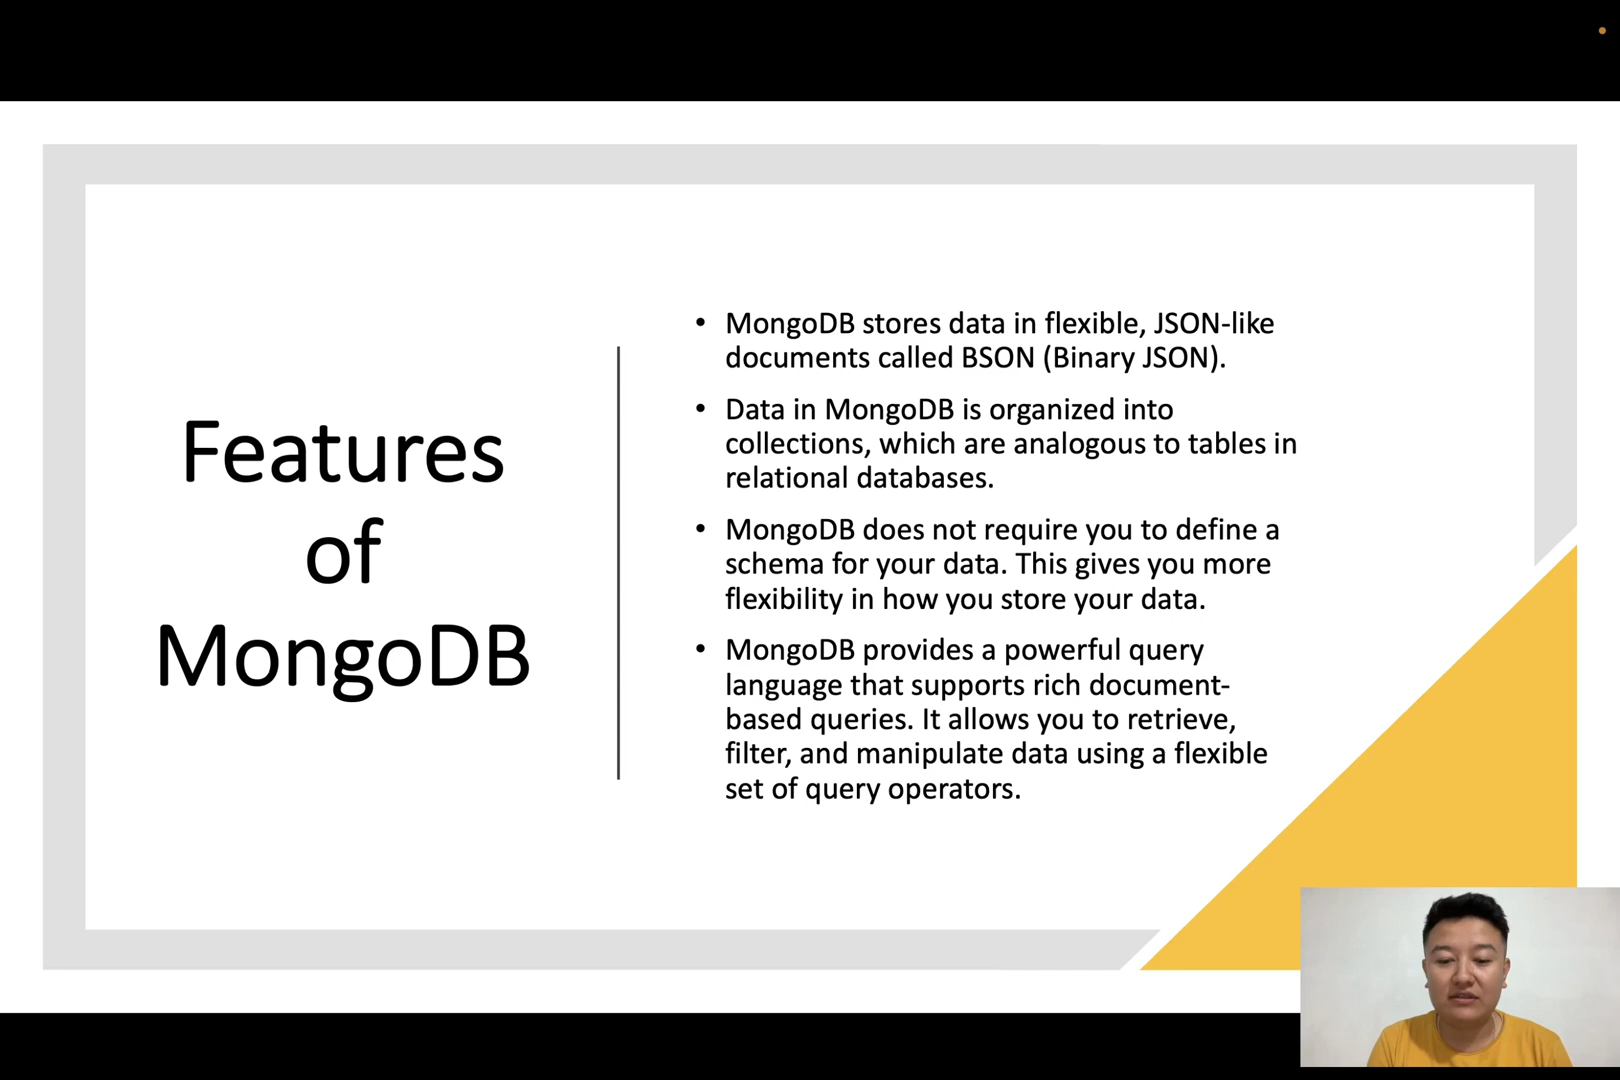 Features
of
MongoDB
• MongoDB stores data in flexible, JSON-like
documents called BSON (Binary JSON).
• Data in MongoDB is organized into
collections, which are analogous to tables in
relational databases.
• MongoDB does not require you to define a
schema for your data. This gives you more
flexibility in how you store your data.
• MongoDB provides a powerful query
language that supports rich document-
based queries. It allows you to retrieve,
filter, and manipulate data using a flexible
set of query operators.